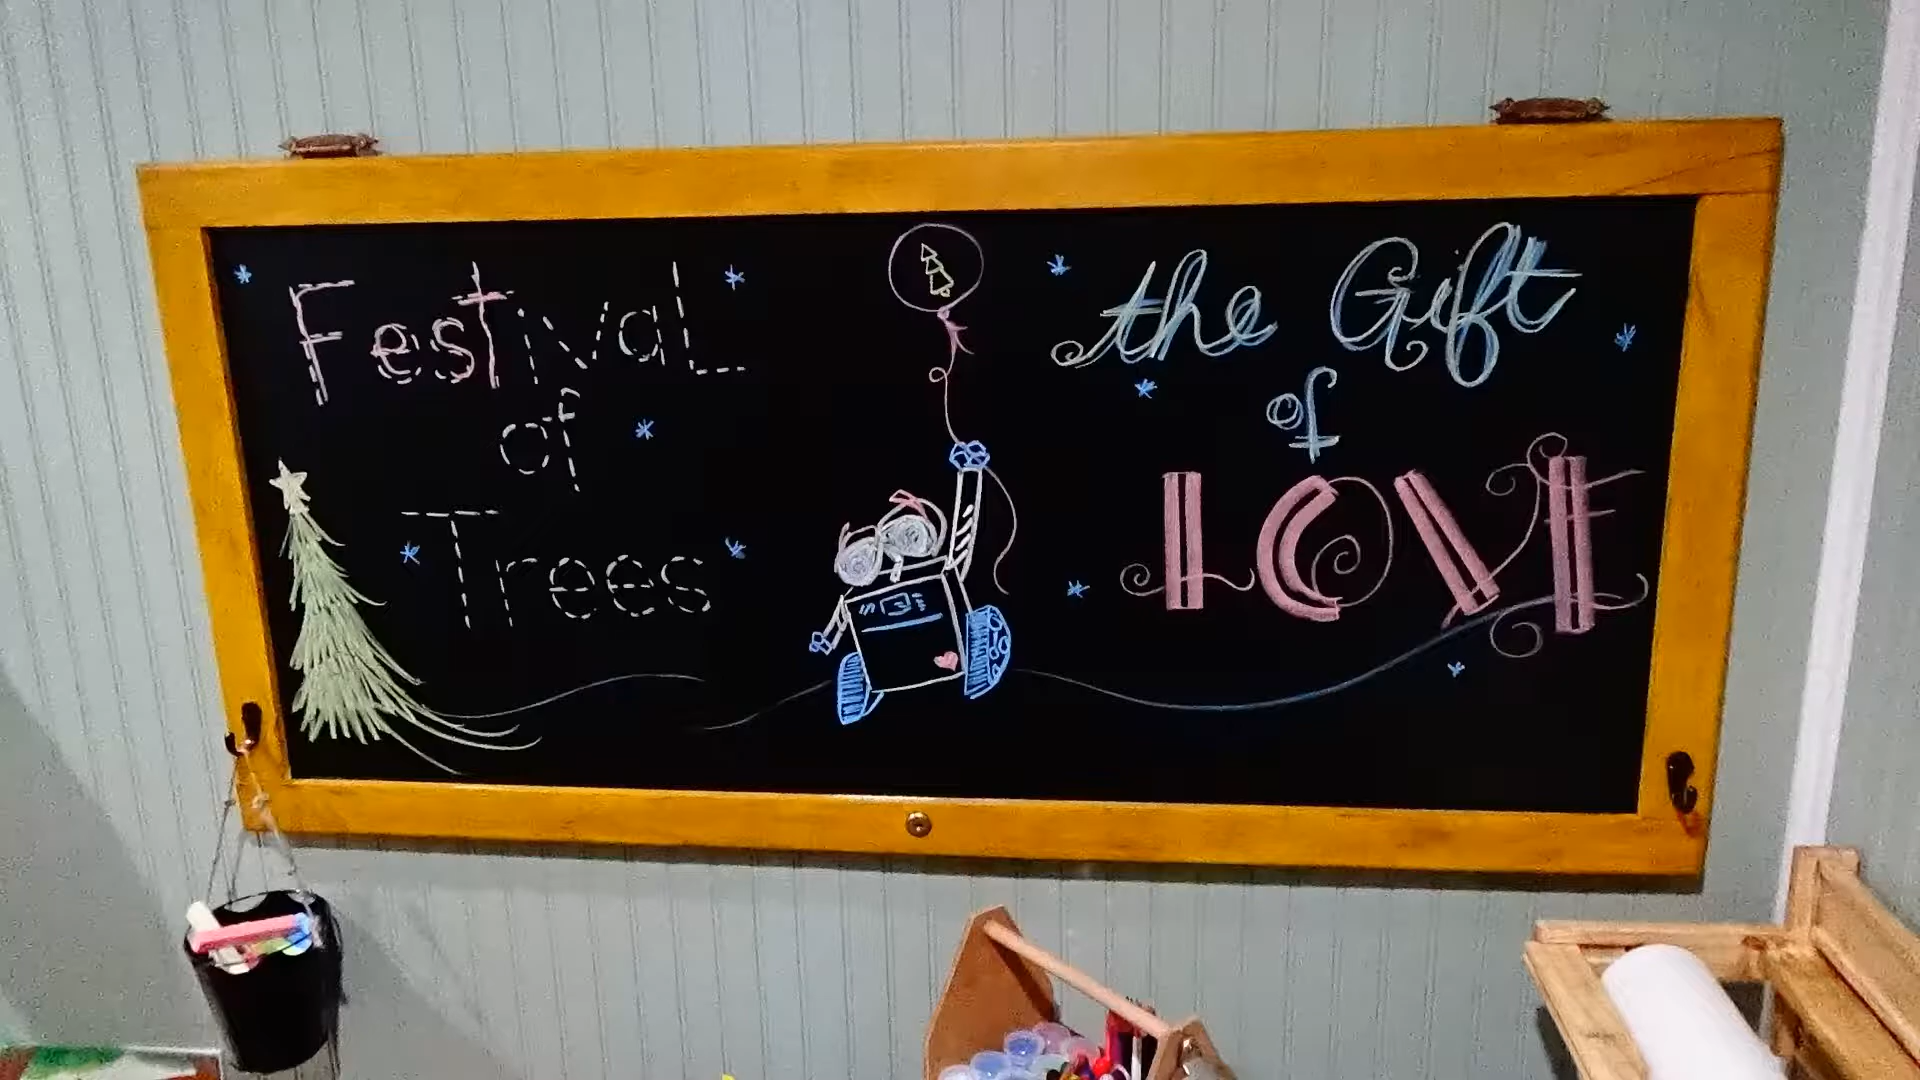 FestivaL
of
Trees
the Gift
of
LOVE